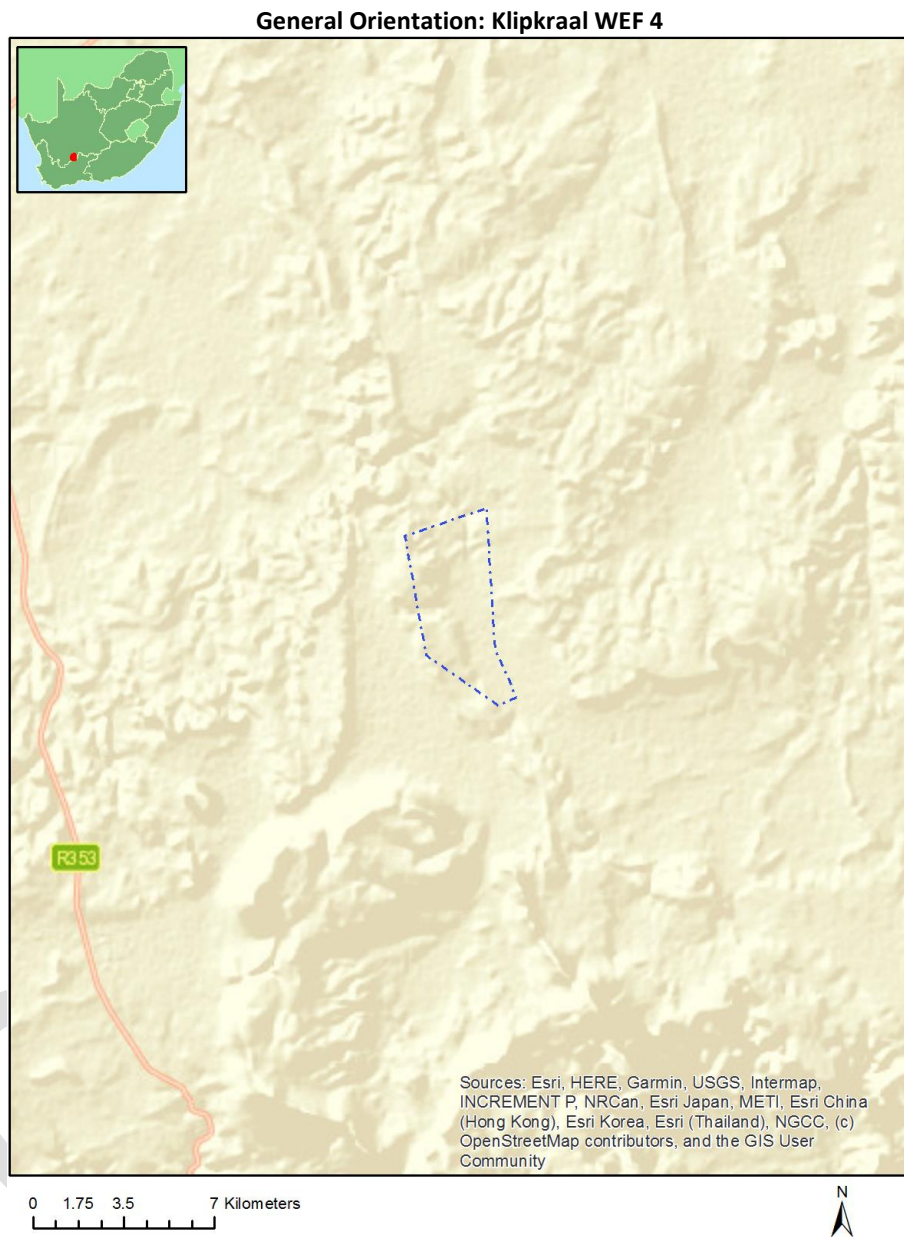 General Orientation: Klipkraal WEF 4
R353
Sources: Esri, HERE, Garmin, USGS, Intermap,
INCREMENT P, NRCan, Esri Japan, METI, Esri China
(Hong Kong), Esri Korea, Esri (Thailand), NGCC, (c)
OpenStreetMap contributors, and the GIS User
Community
0 1.75 3.5 7 Kilometers
N